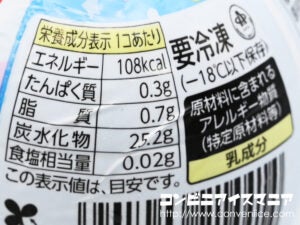 栄養成分表示 1コあたり
エネルギー 108kcal
たんぱく質 0.3g
脂質 0.7g
炭水化物 25.2g
食塩相当量 0.02g
この表示値は、目安です。
要冷凍
(−18℃以下保存)
原材料に含まれる
アレルギー物質
(特定原材料等)
乳成分
コンビニアイスマニア
http://www.conveniice.com/